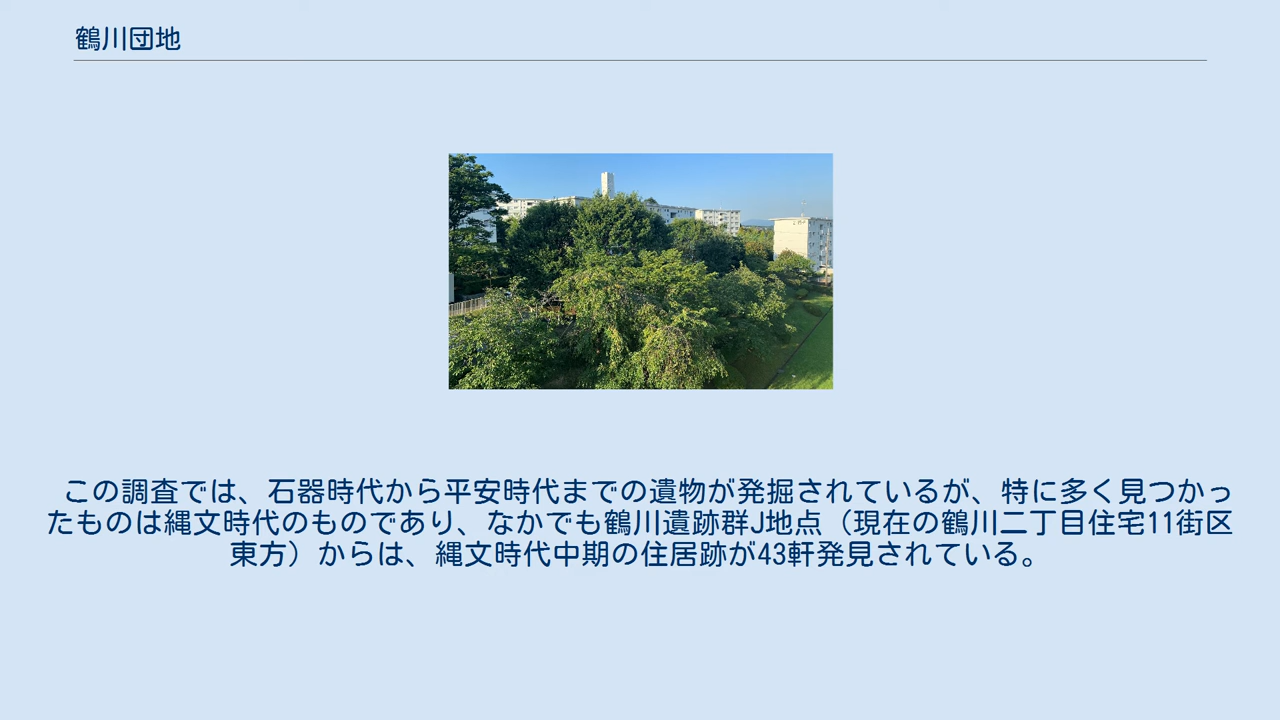 鶴川団地
この調査では、石器時代から平安時代までの遺物が発掘されているが、特に多く見つかっ
たものは縄文時代のものであり、なかでも鶴川遺跡群J地点（現在の鶴川二丁目住宅11街区
東方）からは、縄文時代中期の住居跡が43軒発見されている。